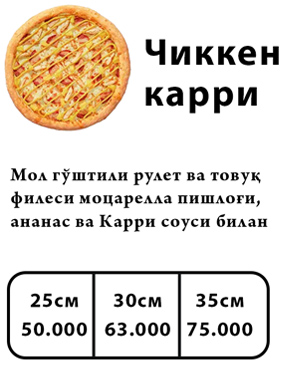 Чиккен
карри
Мол гўштили рулет ва товуқ
филеси моцарелла пишлоғи,
ананас ва Карри соуси билан
25см 30см 35см
50.000 63.000 75.000